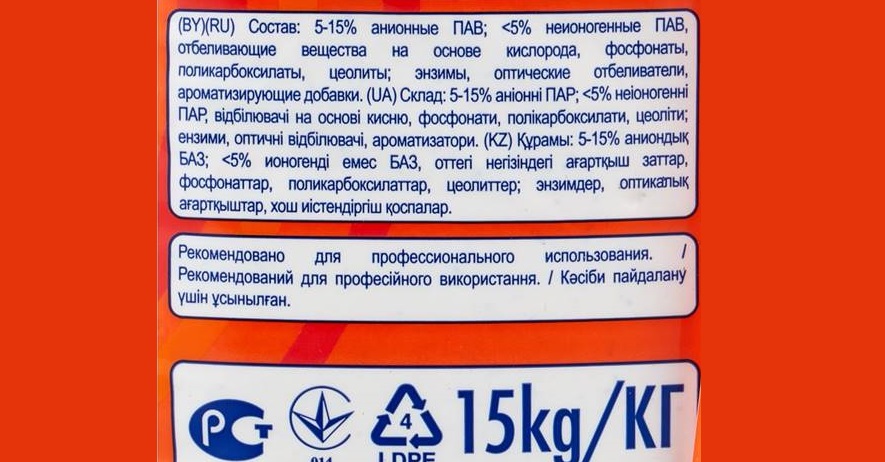 (BY)(RU) Состав: 5-15% анионные ПАВ; <5% неионогенные ПАВ,
отбеливающие вещества на основе кислорода, фосфонаты,
поликарбоксилаты, цеолиты; энзимы, оптические отбеливатели,
ароматизирующие добавки. (UA) Склад: 5-15% аніонні ПАР; <5% неіоногенні
ПАР, відбілювачі на основі кисню, фосфонати, полікарбоксилати, цеоліти;
ензими, оптичні відбілювачі, ароматизатори. (KZ) Құрамы: 5-15% аниондық
БАЗ; <5% ионогенді емес БАЗ, оттегі негізіндегі ағартқыш заттар,
фосфонаттар, поликарбоксилаттар, цеолиттер; энзимдер, оптикалық
ағартқыштар, хош иістендіргіш қоспалар.
Рекомендовано для профессионального использования. /
Рекомендований для професійного використання. / Кәсіби пайдалану
үшін ұсынылған.
РСТ 4 15kg/КГ
014 LDPE